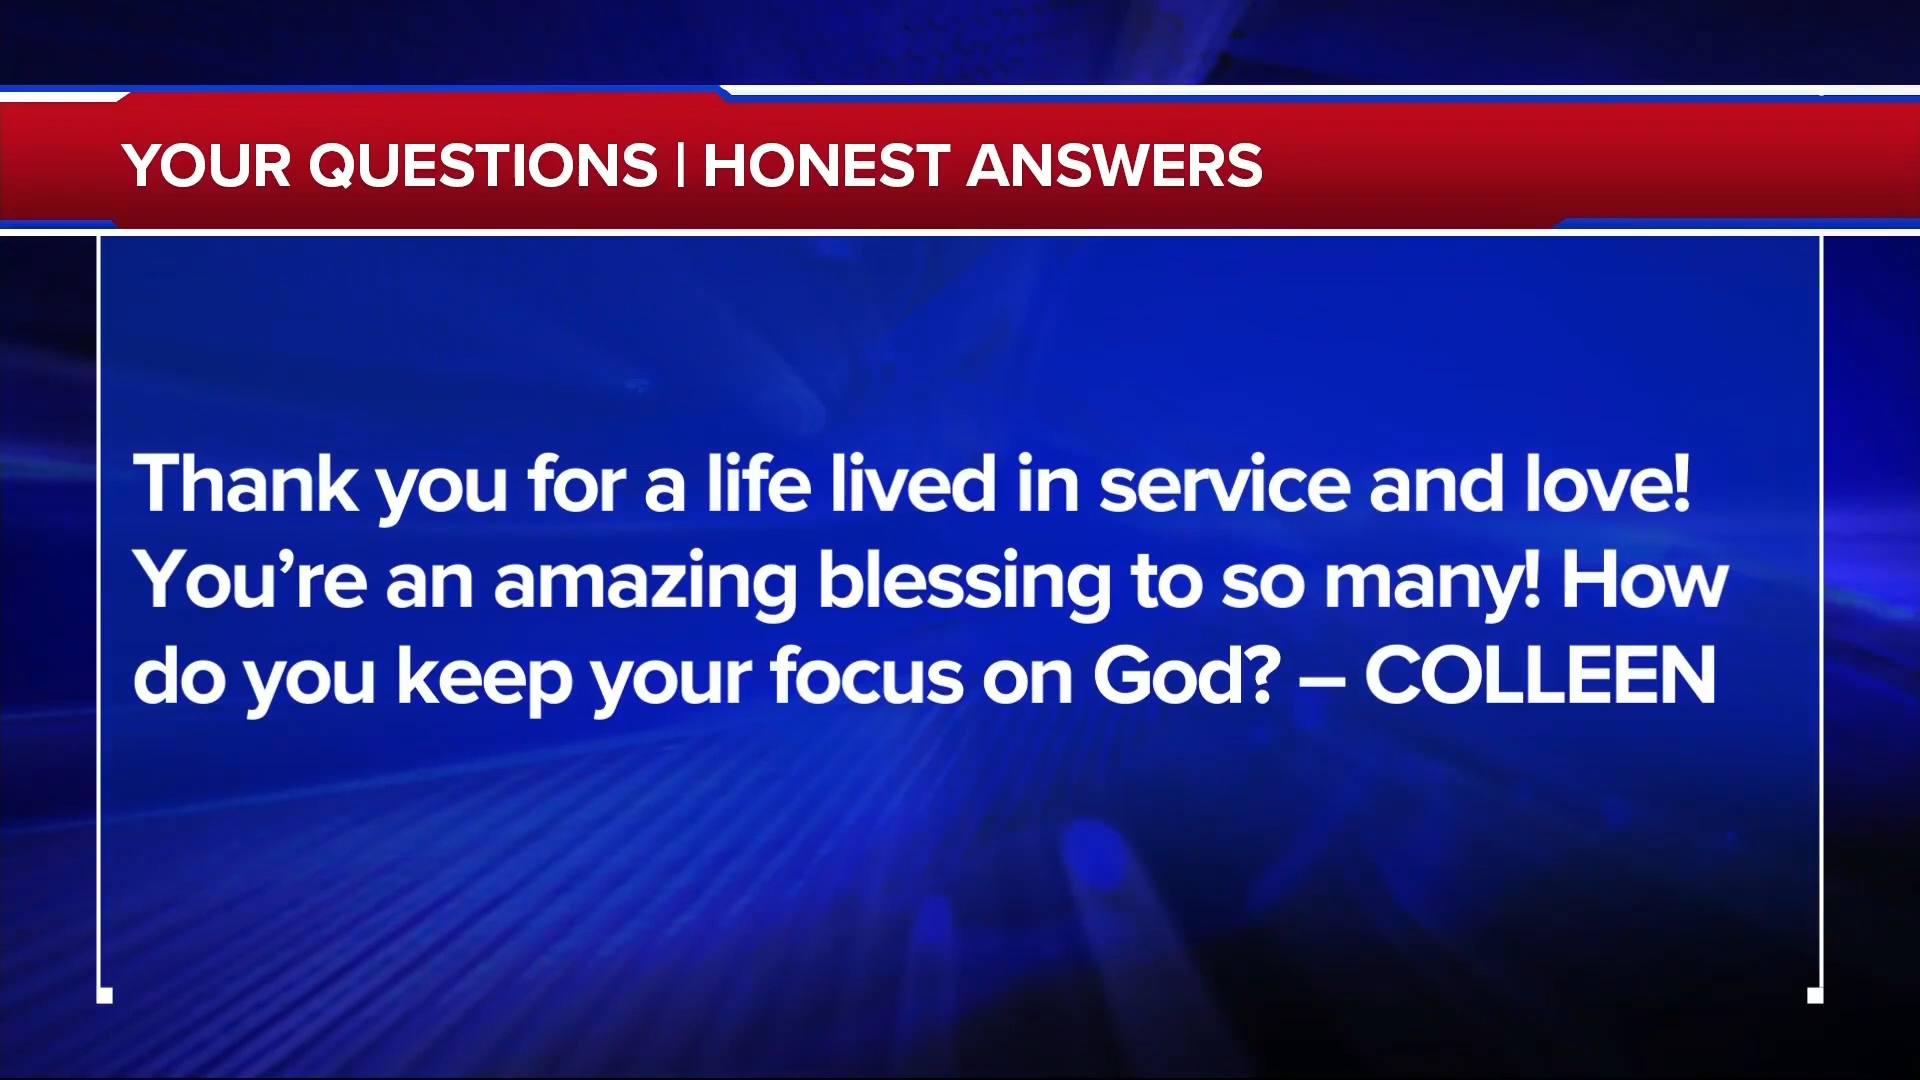 YOUR QUESTIONS | HONEST ANSWERS
Thank you for a life lived in service and love!
You’re an amazing blessing to so many! How
do you keep your focus on God? – COLLEEN